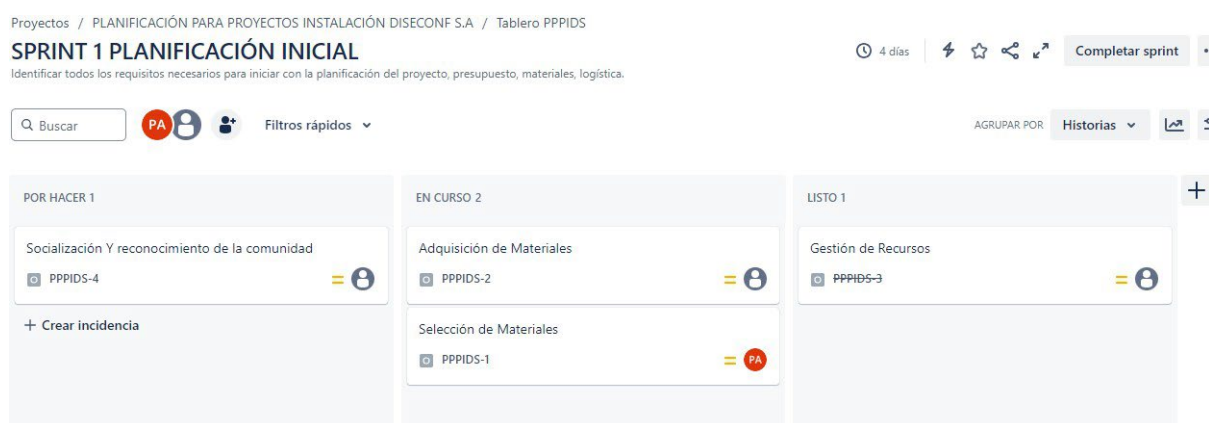 Proyectos / PLANIFICACIÓN PARA PROYECTOS INSTALACIÓN DISECONF S.A / Tablero PPPIDS
SPRINT 1 PLANIFICACIÓN INICIAL
4 días
Completar sprint
Identificar todos los requisitos necesarios para iniciar con la planificación del proyecto, presupuesto, materiales, logística.
Buscar
PA
Filtros rápidos
AGRUPAR POR
Historias
POR HACER 1
EN CURSO 2
LISTO 1
Socialización Y reconocimiento de la comunidad
PPPIDS-4
+ Crear incidencia
Adquisición de Materiales
PPPIDS-2
Selección de Materiales
PPPIDS-1
PA
Gestión de Recursos
PPPIDS-3